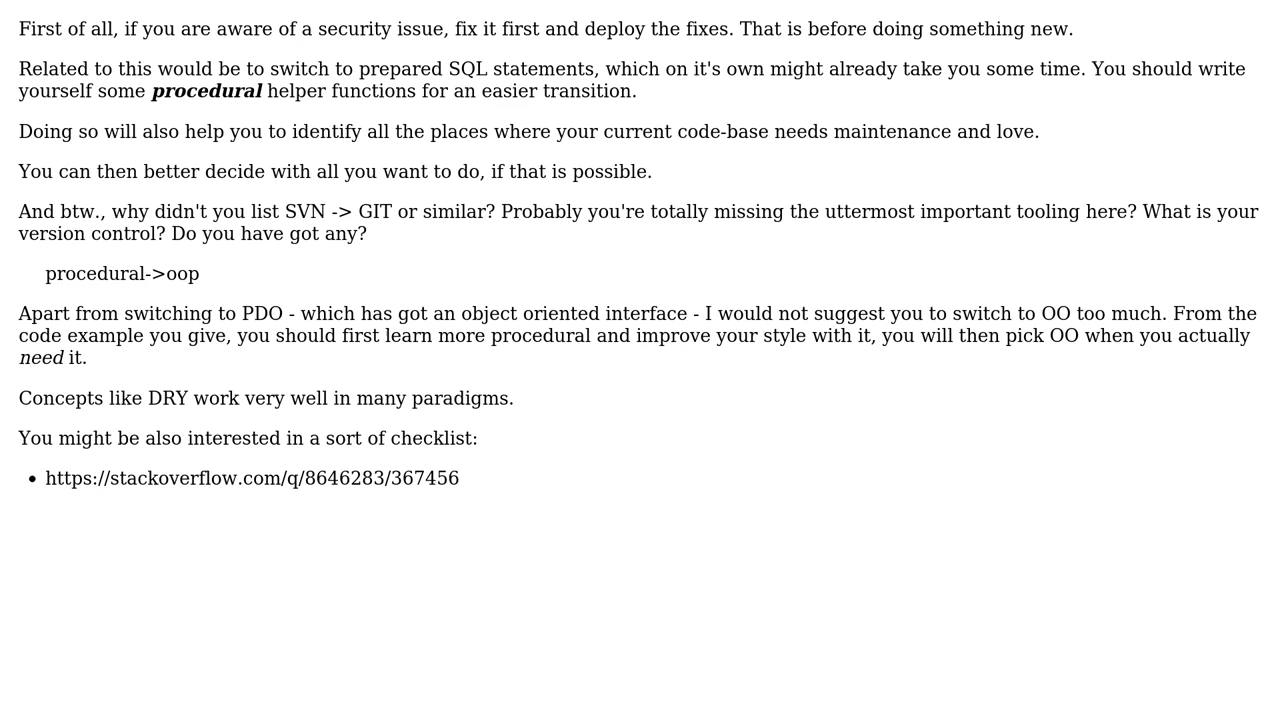 First of all, if you are aware of a security issue, fix it first and deploy the fixes. That is before doing something new.
Related to this would be to switch to prepared SQL statements, which on it's own might already take you some time. You should write
yourself some procedural helper functions for an easier transition.
Doing so will also help you to identify all the places where your current code-base needs maintenance and love.
You can then better decide with all you want to do, if that is possible.
And btw., why didn't you list SVN -> GIT or similar? Probably you're totally missing the uttermost important tooling here? What is your
version control? Do you have got any?
procedural->oop
Apart from switching to PDO - which has got an object oriented interface - I would not suggest you to switch to OO too much. From the
code example you give, you should first learn more procedural and improve your style with it, you will then pick OO when you actually
need it.
Concepts like DRY work very well in many paradigms.
You might be also interested in a sort of checklist:
• https://stackoverflow.com/q/8646283/367456